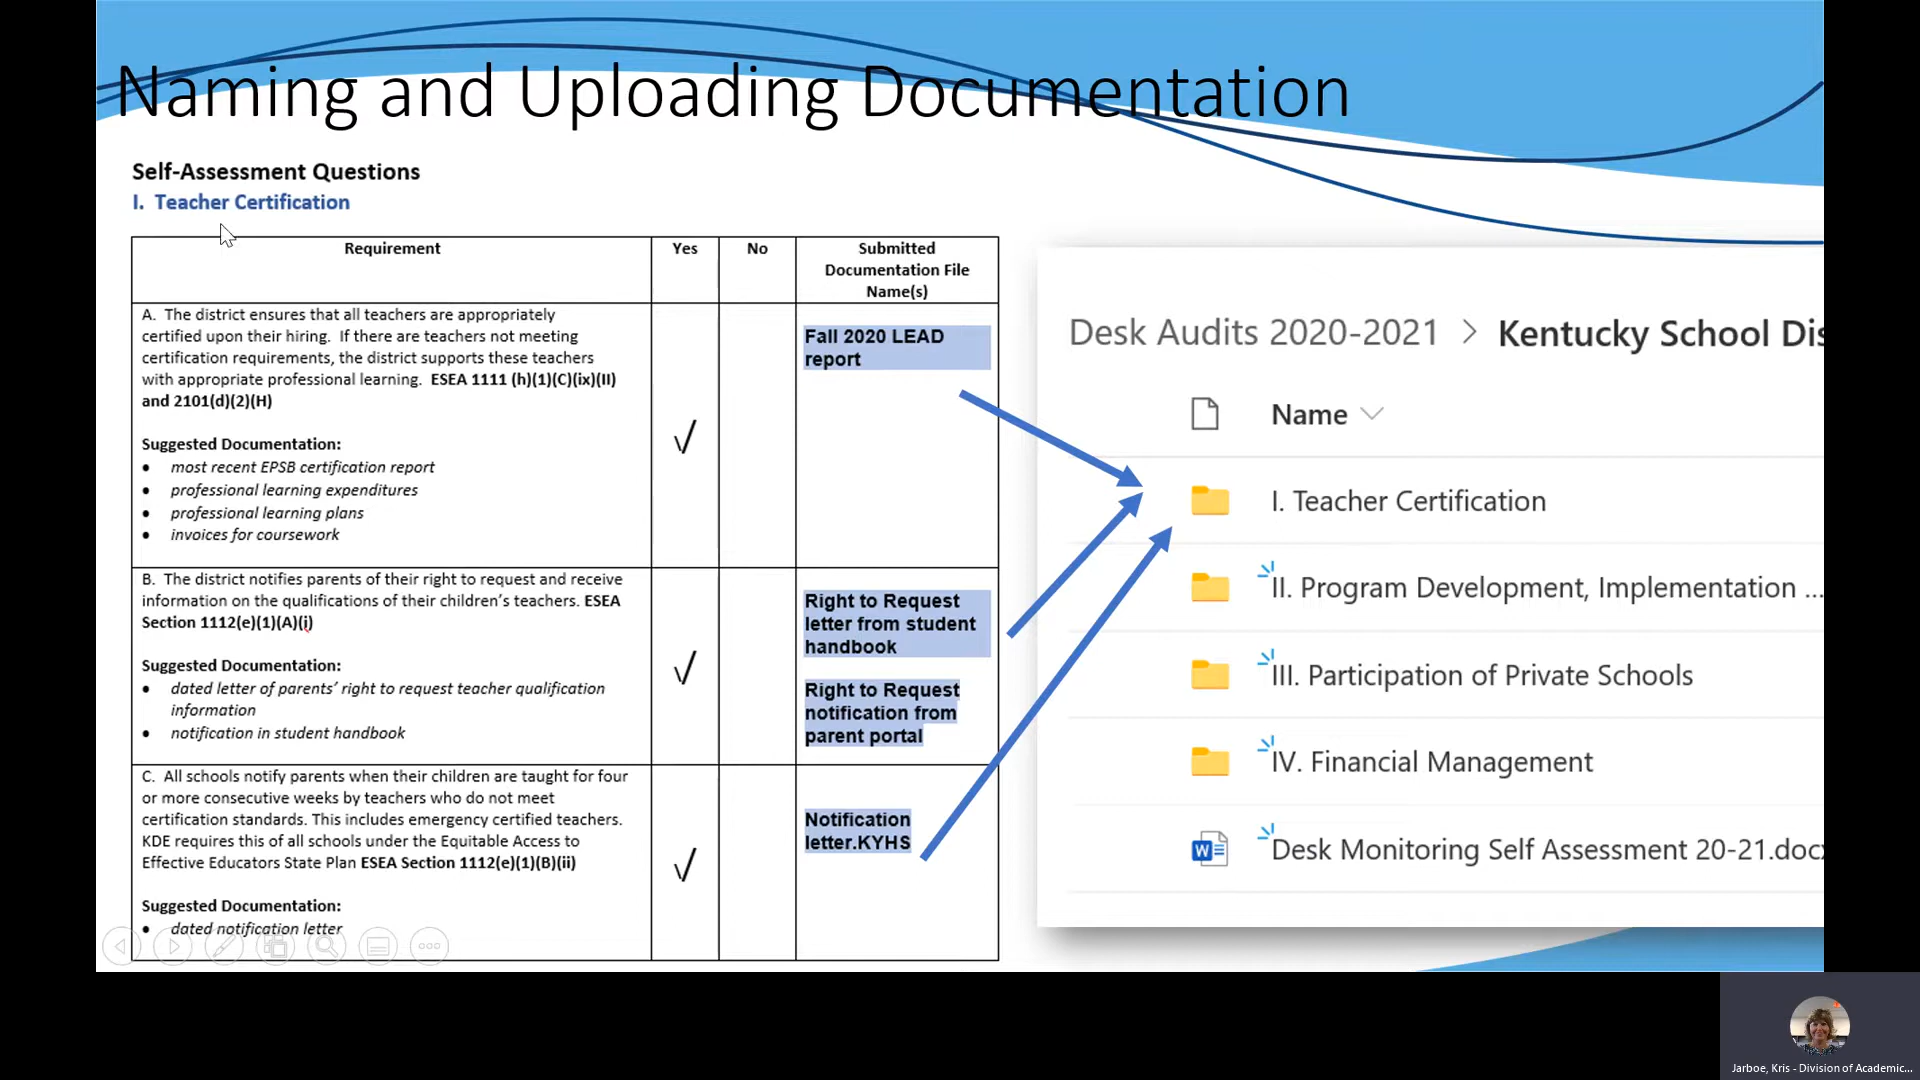 Naming and Uploading Documentation
Self-Assessment Questions
I. Teacher Certification
Requirement
Yes
No
Submitted
Documentation File
Name(s)
A. The district ensures that all teachers are appropriately
certified upon their hiring. If there are teachers not meeting
certification requirements, the district supports these teachers
with appropriate professional learning. ESEA 1111 (h)(1)(C)(ix)(II)
and 2101(d)(2)(H)
Suggested Documentation:
• most recent EPSB certification report
• professional learning expenditures
• professional learning plans
• invoices for coursework
√
Fall 2020 LEAD
report
B. The district notifies parents of their right to request and receive
information on the qualifications of their children’s teachers. ESEA
Section 1112(e)(1)(A)(i)
Suggested Documentation:
• dated letter of parents’ right to request teacher qualification
information
• notification in student handbook
√
Right to Request
letter from student
handbook
Right to Request
notification from
parent portal
C. All schools notify parents when their children are taught for four
or more consecutive weeks by teachers who do not meet
certification standards. This includes emergency certified teachers.
KDE requires this of all schools under the Equitable Access to
Effective Educators State Plan ESEA Section 1112(e)(1)(B)(ii)
Suggested Documentation:
• dated notification letter
√
Notification
letter.KYHS
Desk Audits 2020-2021 > Kentucky School Dis
Name
I. Teacher Certification
II. Program Development, Implementation ...
III. Participation of Private Schools
IV. Financial Management
Desk Monitoring Self Assessment 20-21.docx
Jarboe, Kris - Division of Academic...